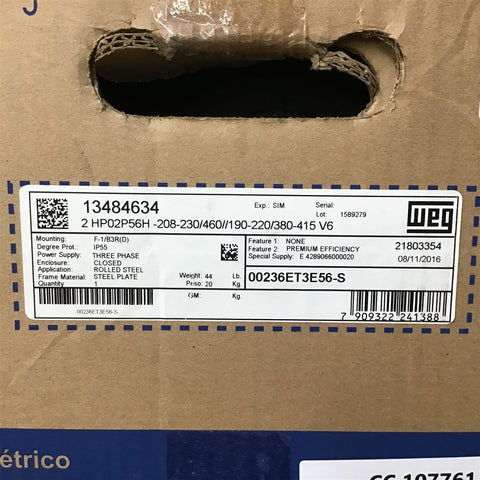 13484634
Exp.: SIM
Serial:
Lot: 1589279
2 HP02P56H -208-230/460//190-220/380-415 V6
weg
Mounting: F-1/B3R(D)
Degree Prot.: IP55
Power Supply: THREE PHASE
Enclosure: CLOSED
Application: ROLLED STEEL
Frame Material: STEEL PLATE
Quantity 1
Weight: 44 Lb.
Peso: 20 Kg.
Feature 1: NONE
Feature 2: PREMIUM EFFICIENCY
Special Supply: E 4289066000020
21803354
08/11/2016
00236ET3E56-S
GM: Kg.
00236ET3E56-S
7 909322 241388
étrico
CC 107761